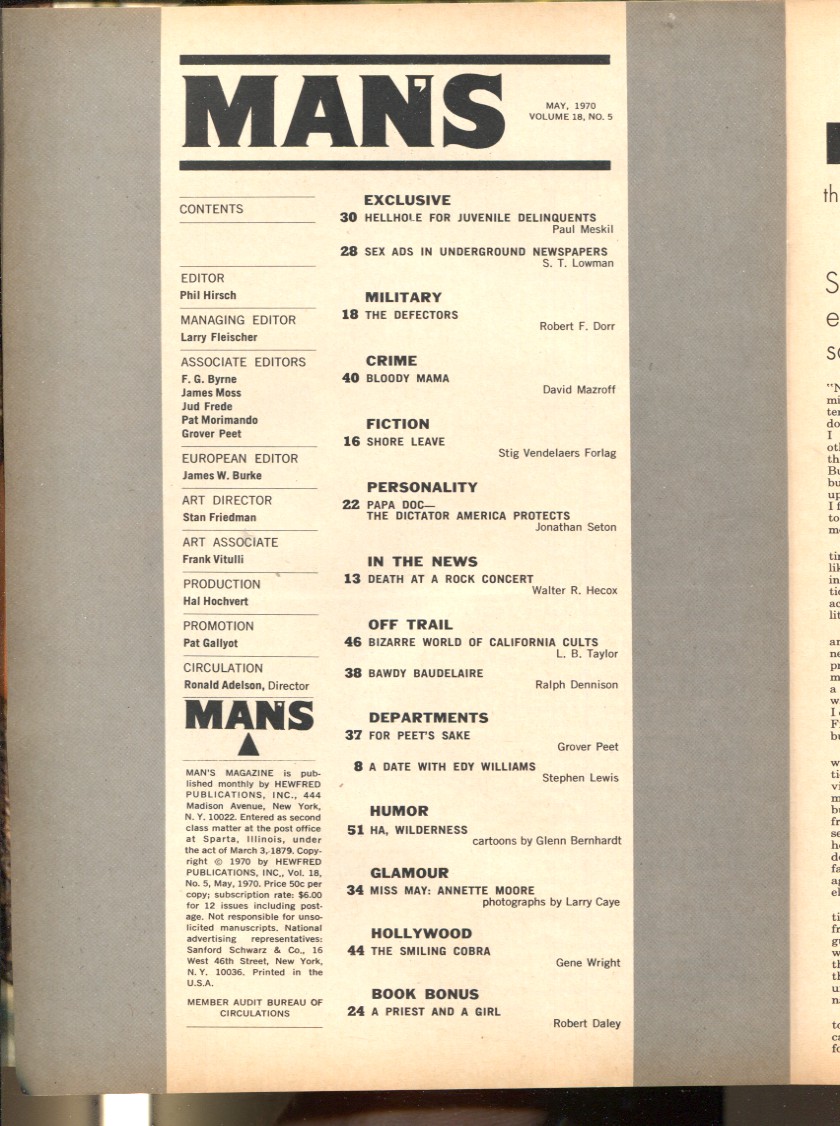 MAN'S
MAY, 1970
VOLUME 18, NO. 5
CONTENTS
EDITOR
Phil Hirsch
MANAGING EDITOR
Larry Fleischer
ASSOCIATE EDITORS
F. G. Byrne
James Moss
Jud Frede
Pat Morimando
Grover Peet
EUROPEAN EDITOR
James W. Burke
ART DIRECTOR
Stan Friedman
ART ASSOCIATE
Frank Vitulli
PRODUCTION
Hal Hochvert
PROMOTION
Pat Gallyot
CIRCULATION
Ronald Adelson, Director
MAN'S
MAN'S MAGAZINE is pub-
lished monthly by HEWFRED
PUBLICATIONS, INC., 444
Madison Avenue, New York,
N. Y. 10022. Entered as second
class matter at the post office
at Sparta, Illinois, under
the act of March 3, 1879. Copy-
right © 1970 by HEWFRED
PUBLICATIONS, INC., Vol. 18,
No. 5, May, 1970. Price 50c per
copy; subscription rate: $6.00
for 12 issues including post-
age. Not responsible for unso-
licited manuscripts. National
advertising representatives:
Sanford Schwarz & Co., 16
West 46th Street, New York,
N. Y. 10036. Printed in the
U.S.A.
MEMBER AUDIT BUREAU OF
CIRCULATIONS
EXCLUSIVE
30 HELLHOLE FOR JUVENILE DELINQUENTS
Paul Meskil
28 SEX ADS IN UNDERGROUND NEWSPAPERS
S. T. Lowman
MILITARY
18 THE DEFECTORS
Robert F. Dorr
CRIME
40 BLOODY MAMA
David Mazroff
FICTION
16 SHORE LEAVE
Stig Vendelaers Forlag
PERSONALITY
22 PAPA DOC—
THE DICTATOR AMERICA PROTECTS
Jonathan Seton
IN THE NEWS
13 DEATH AT A ROCK CONCERT
Walter R. Hecox
OFF TRAIL
46 BIZARRE WORLD OF CALIFORNIA CULTS
L. B. Taylor
38 BAWDY BAUDELAIRE
Ralph Dennison
DEPARTMENTS
37 FOR PEET'S SAKE
Grover Peet
8 A DATE WITH EDY WILLIAMS
Stephen Lewis
HUMOR
51 HA, WILDERNESS
cartoons by Glenn Bernhardt
GLAMOUR
34 MISS MAY: ANNETTE MOORE
photographs by Larry Caye
HOLLYWOOD
44 THE SMILING COBRA
Gene Wright
BOOK BONUS
24 A PRIEST AND A GIRL
Robert Daley